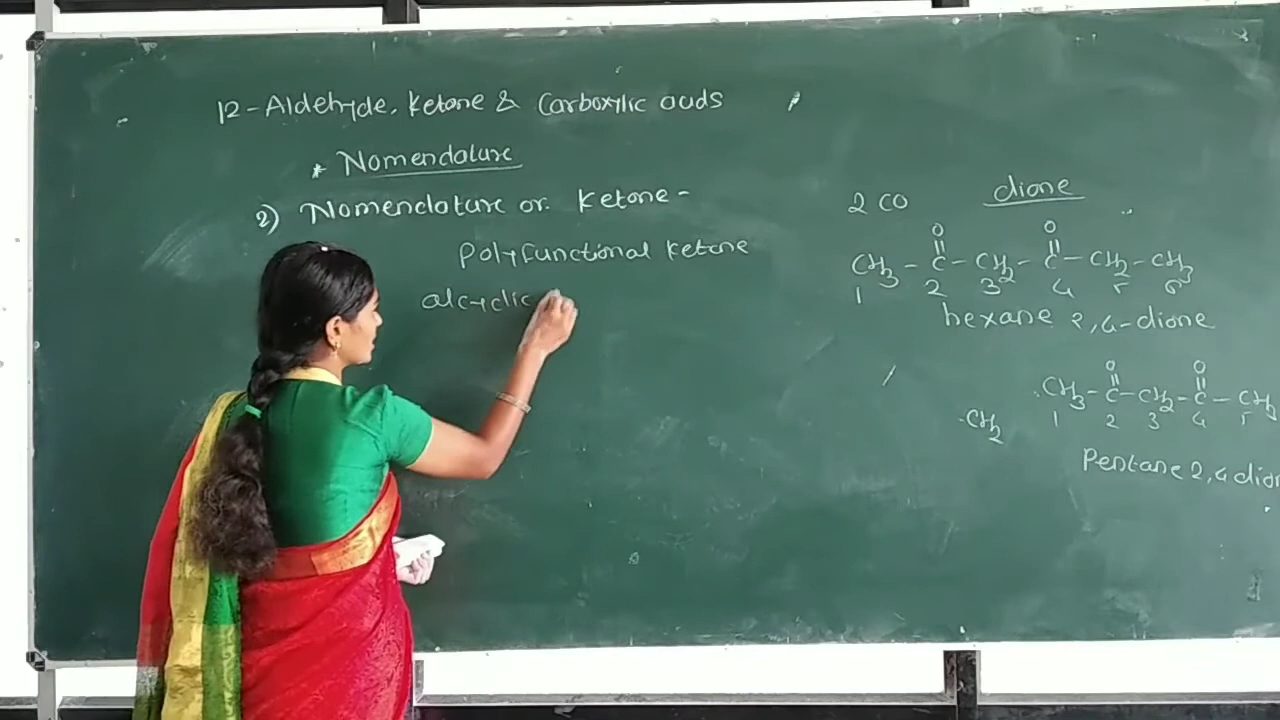 12 - Aldehyde, Ketone & Carboxylic acids
* Nomenclature
2) Nomenclature or Ketone -
Polyfunctional Ketone
alcyclic
2 CO dione
O O
|| ||
CH3 - C - CH2 - C - CH2 - CH3
1 2 3 4 5 6
hexane 2,4-dione
O O
|| ||
CH3 - C - CH2 - C - CH3
1 2 3 4 5
CH2
Pentane 2,4 dion